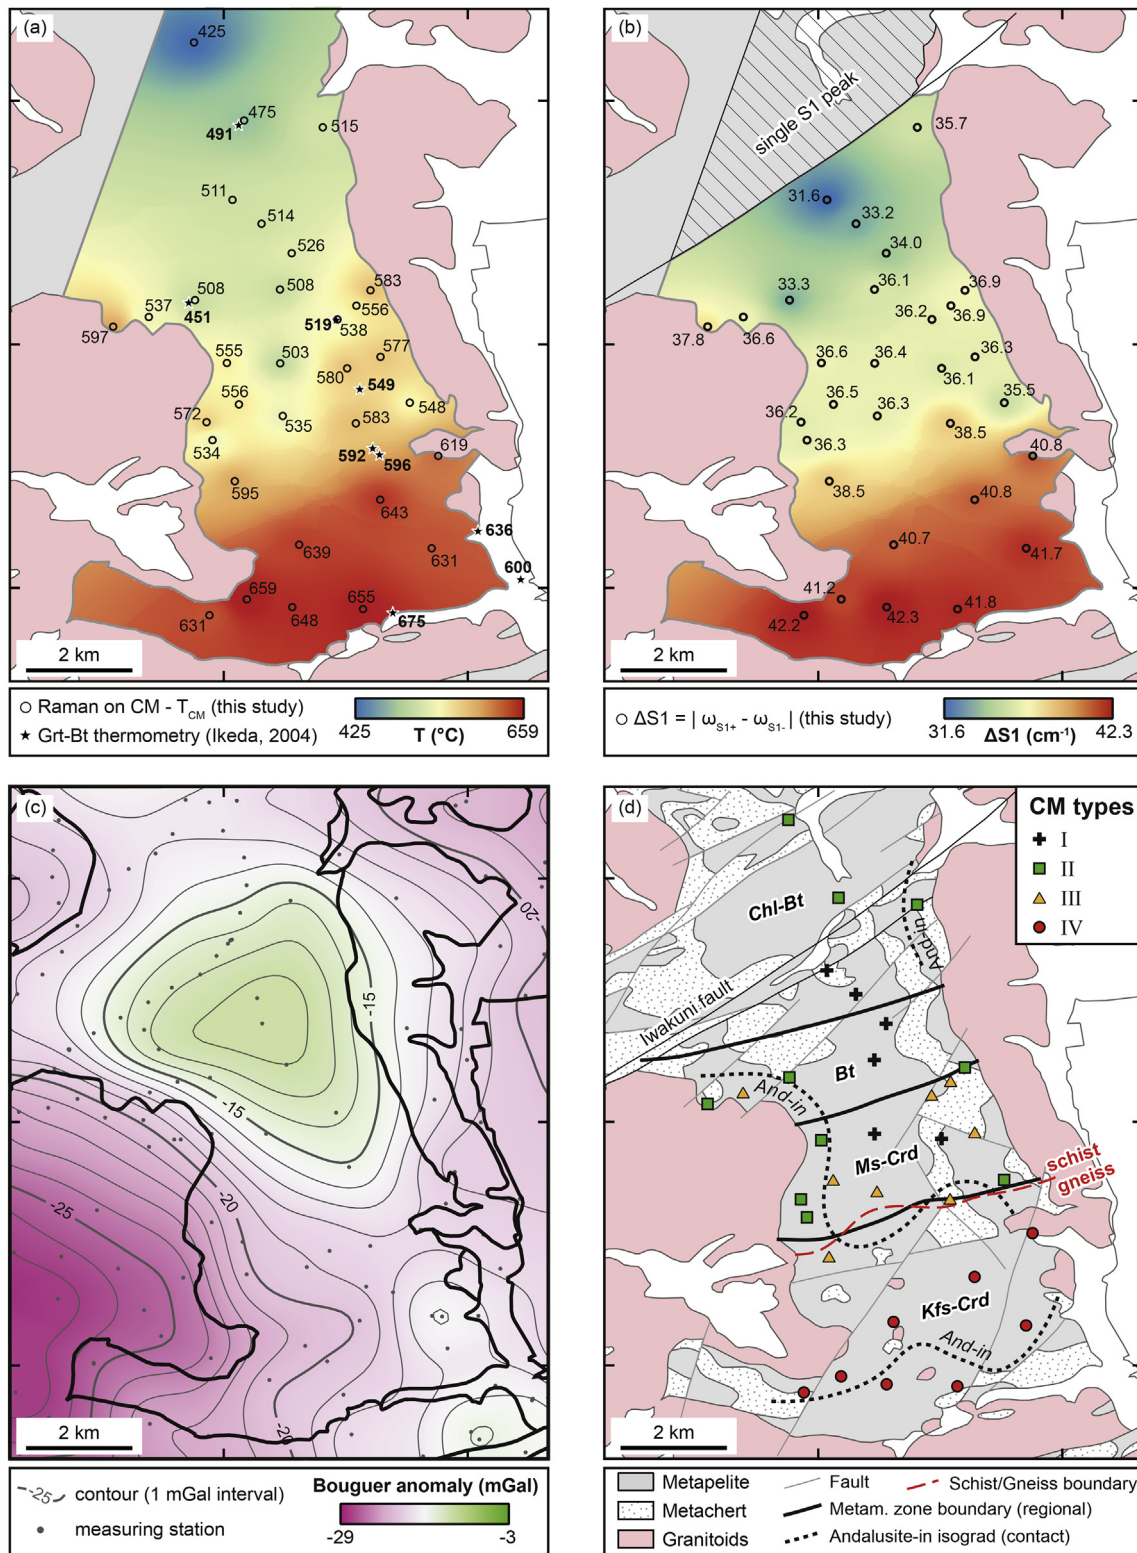 (a)
425
475
491
515
511
514
526
508
508
451
537
597
583
556
519
538
577
555
503
580
549
556
548
572
535
583
534
592
596
619
595
643
636
639
631
600
659
655
648
675
631
2 km
Raman on CM - TCM (this study)
Grt-Bt thermometry (Ikeda, 2004)
425
T (°C)
659
(b)
single S1 peak
35.7
31.6
33.2
34.0
33.3
36.1
36.9
36.2
36.9
37.8
36.6
36.6
36.4
36.3
36.1
36.5
35.5
36.2
36.3
38.5
36.3
40.8
38.5
40.8
40.7
41.7
41.2
42.2
42.3
41.8
2 km
ΔS1 = | ωS1+ - ωS1- | (this study)
31.6
ΔS1 (cm-1)
42.3
(c)
-20
-15
-15
-20
-25
-20
2 km
-25
contour (1 mGal interval)
measuring station
Bouguer anomaly (mGal)
-29
-3
(d)
CM types
I
II
III
IV
Chl-Bt
And-in
Iwakuni fault
Bt
And-in
Ms-Crd
schist
gneiss
Kfs-Crd
And-in
2 km
Metapelite
Metachert
Granitoids
Fault
Schist/Gneiss boundary
Metam. zone boundary (regional)
Andalusite-in isograd (contact)